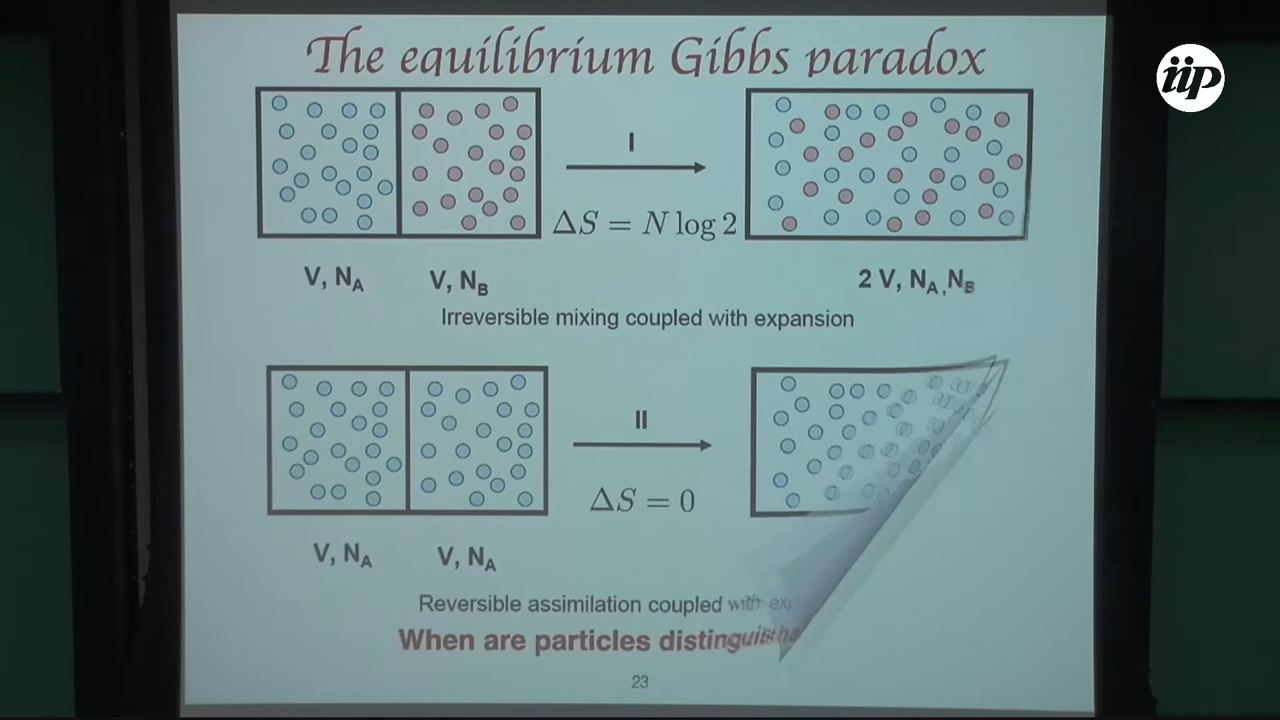 The equilibrium Gibbs paradox
iip
I
ΔS = N log 2
V, N_A V, N_B 2 V, N_A, N_B
Irreversible mixing coupled with expansion
II
ΔS = 0
V, N_A V, N_A
Reversible assimilation coupled with
When are particles
23